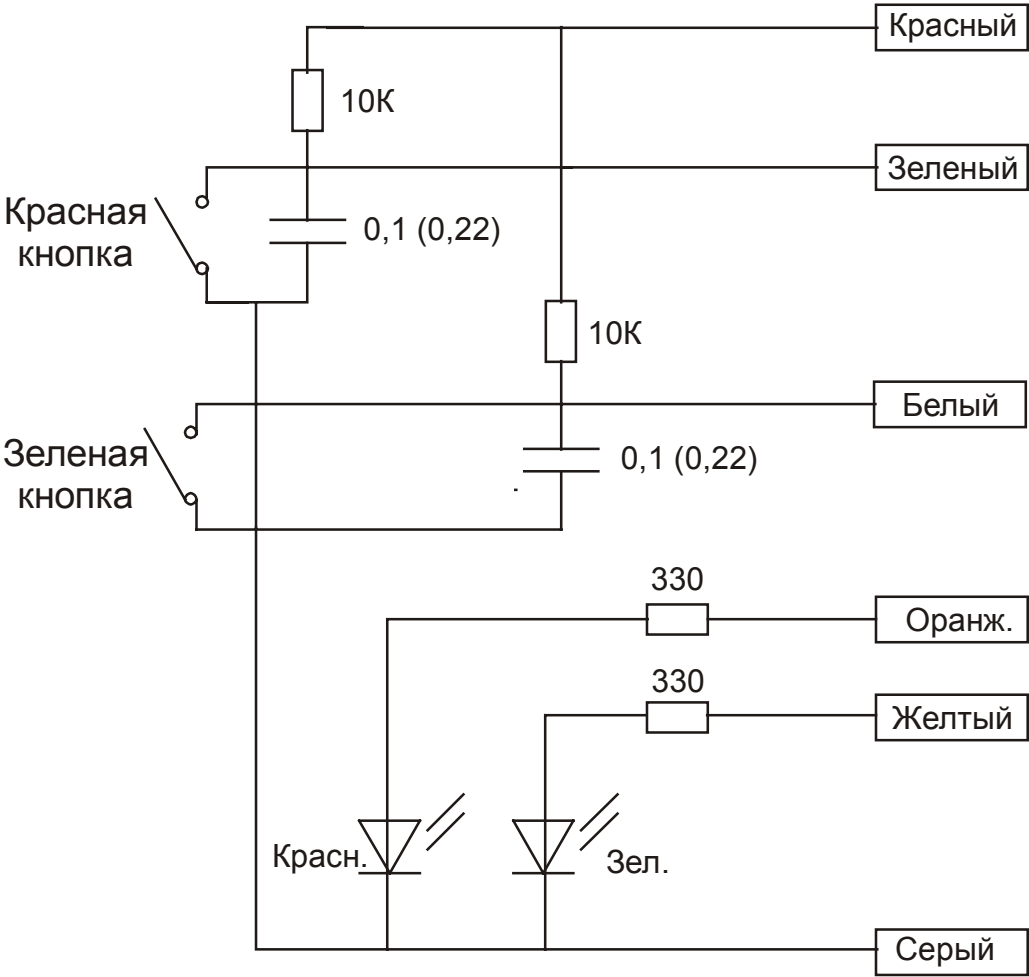 Красный
10К
Зеленый
Красная
кнопка
0,1 (0,22)
10К
Белый
Зеленая
кнопка
0,1 (0,22)
330
Оранж.
330
Желтый
Красн.
Зел.
Серый